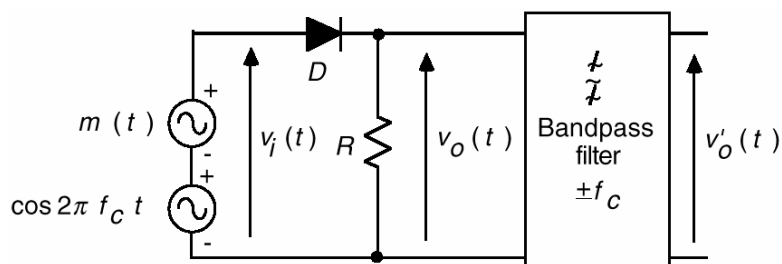 D
+
m (t)
-
+
cos 2π f_c t
-
v_i (t)
R
v_o (t)
Bandpass
filter
±f_c
v'_o (t)